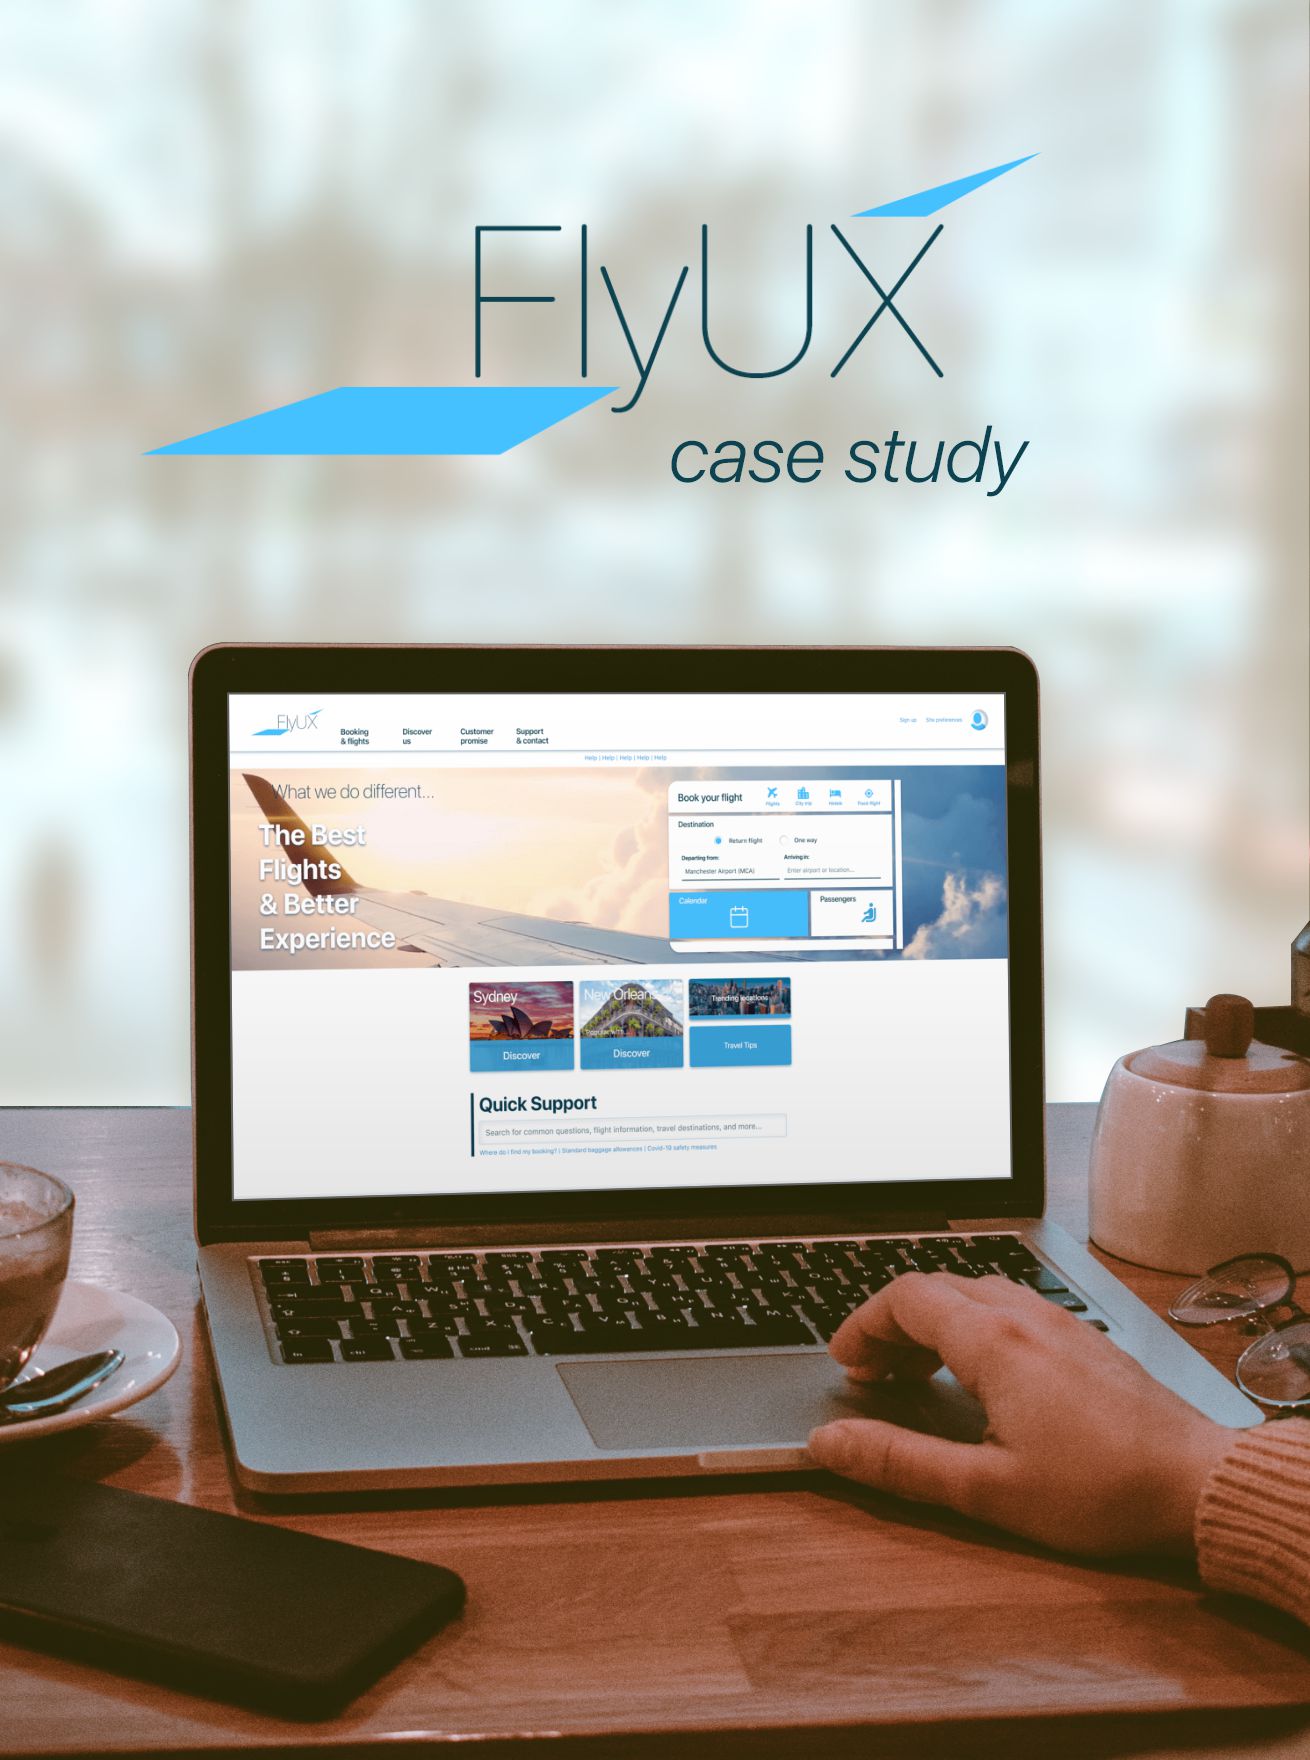 FlyUX
case study
FlyUX
Booking
& flights
Discover
us
Customer
promise
Support
& contact
Sign up
Site preferences
Help | Help | Help | Help | Help
What we do different...
The Best
Flights
& Better
Experience
Book your flight
Flights
City trip
Hotels
Destination
Return flight
One way
Departing from:
Arriving in:
Manchester Airport (MCA)
Enter airport or location...
Calendar
Passengers
Sydney
Discover
New Orleans
Popular with...
Discover
Trending locations
Travel Tips
Quick Support
Search for common questions, flight information, travel destinations, and more...
Where do I find my booking? | Standard baggage allowences | Covid-19 safety measures